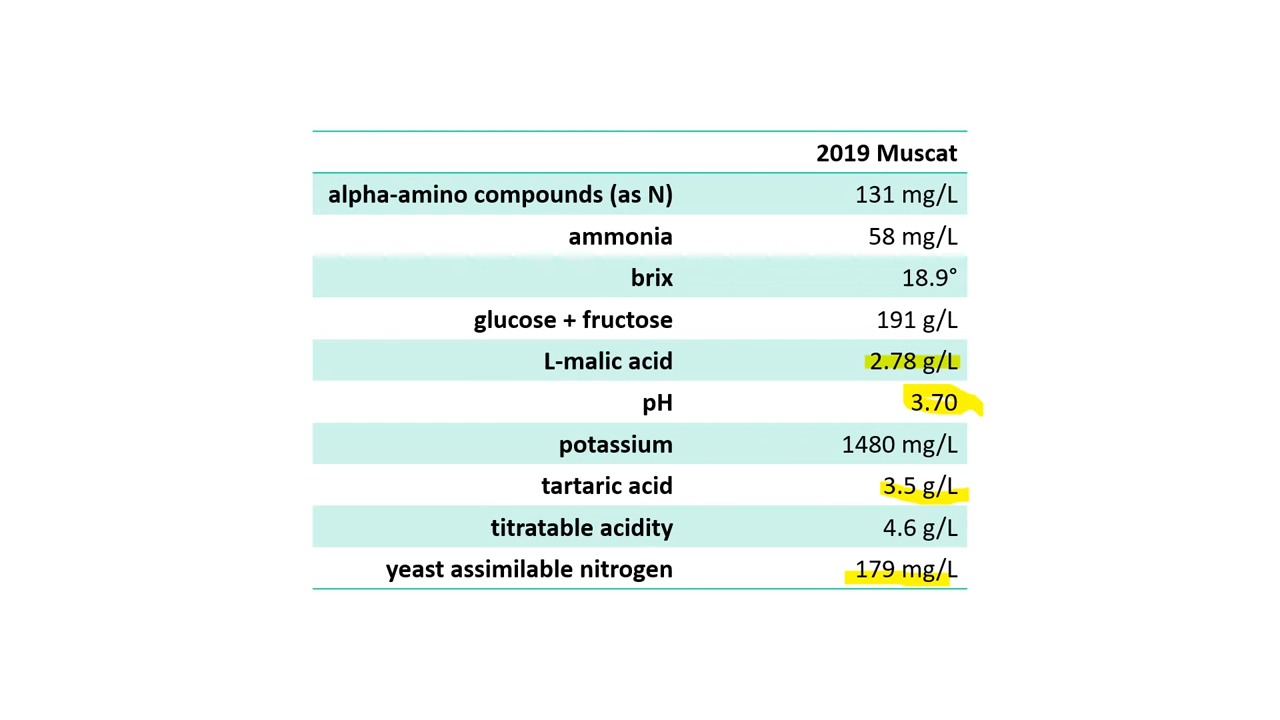 2019 Muscat
alpha-amino compounds (as N) 131 mg/L
ammonia 58 mg/L
brix 18.9°
glucose + fructose 191 g/L
L-malic acid 2.78 g/L
pH 3.70
potassium 1480 mg/L
tartaric acid 3.5 g/L
titratable acidity 4.6 g/L
yeast assimilable nitrogen 179 mg/L